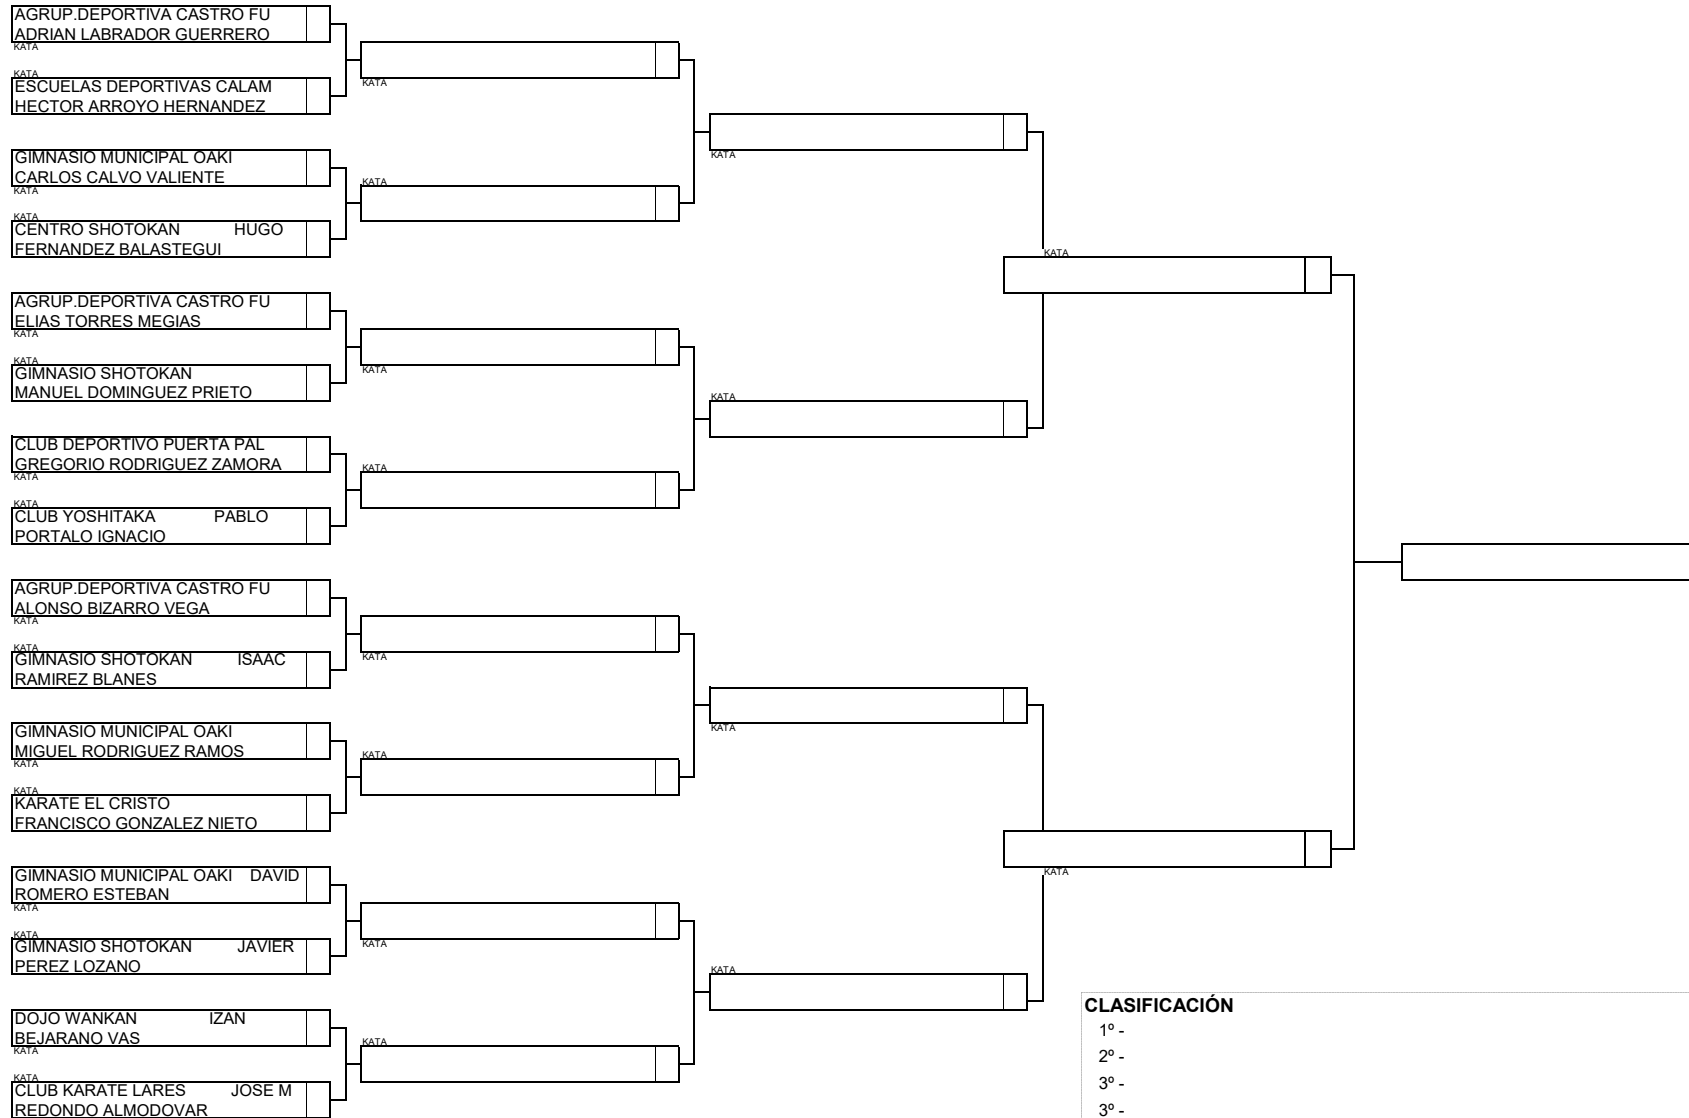 AGRUP.DEPORTIVA CASTRO FU
ADRIAN LABRADOR GUERRERO
KATA
KATA
KATA
ESCUELAS DEPORTIVAS CALAM
HECTOR ARROYO HERNANDEZ
GIMNASIO MUNICIPAL OAKI
CARLOS CALVO VALIENTE
KATA
KATA
KATA
KATA
CENTRO SHOTOKAN HUGO
FERNANDEZ BALASTEGUI
KATA
AGRUP.DEPORTIVA CASTRO FU
ELIAS TORRES MEGIAS
KATA
KATA
KATA
GIMNASIO SHOTOKAN
MANUEL DOMINGUEZ PRIETO
KATA
CLUB DEPORTIVO PUERTA PAL
GREGORIO RODRIGUEZ ZAMORA
KATA
KATA
KATA
CLUB YOSHITAKA PABLO
PORTALO IGNACIO
AGRUP.DEPORTIVA CASTRO FU
ALONSO BIZARRO VEGA
KATA
KATA
KATA
GIMNASIO SHOTOKAN ISAAC
RAMIREZ BLANES
GIMNASIO MUNICIPAL OAKI
MIGUEL RODRIGUEZ RAMOS
KATA
KATA
KATA
KATA
KARATE EL CRISTO
FRANCISCO GONZALEZ NIETO
KATA
GIMNASIO MUNICIPAL OAKI DAVID
ROMERO ESTEBAN
KATA
KATA
KATA
GIMNASIO SHOTOKAN JAVIER
PEREZ LOZANO
KATA
DOJO WANKAN IZAN
BEJARANO VAS
KATA
KATA
KATA
CLUB KARATE LARES JOSE M
REDONDO ALMODOVAR
CLASIFICACIÓN
1º -
2º -
3º -
3º -